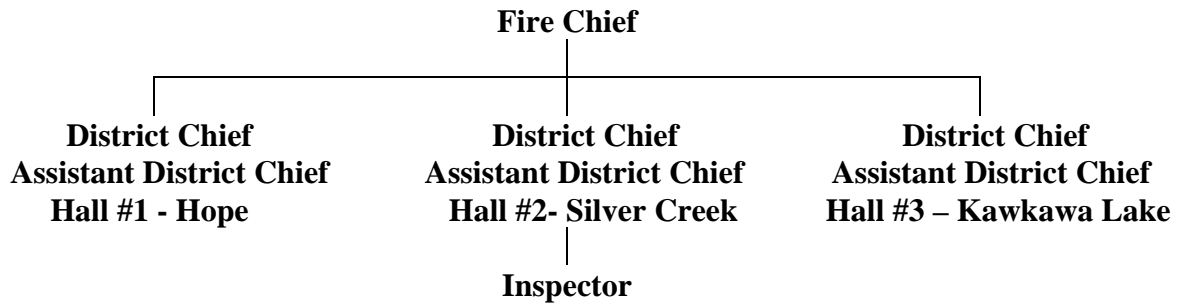 Fire Chief
District Chief
Assistant District Chief
Hall #1 - Hope
District Chief
Assistant District Chief
Hall #2- Silver Creek
District Chief
Assistant District Chief
Hall #3 – Kawkawa Lake
Inspector